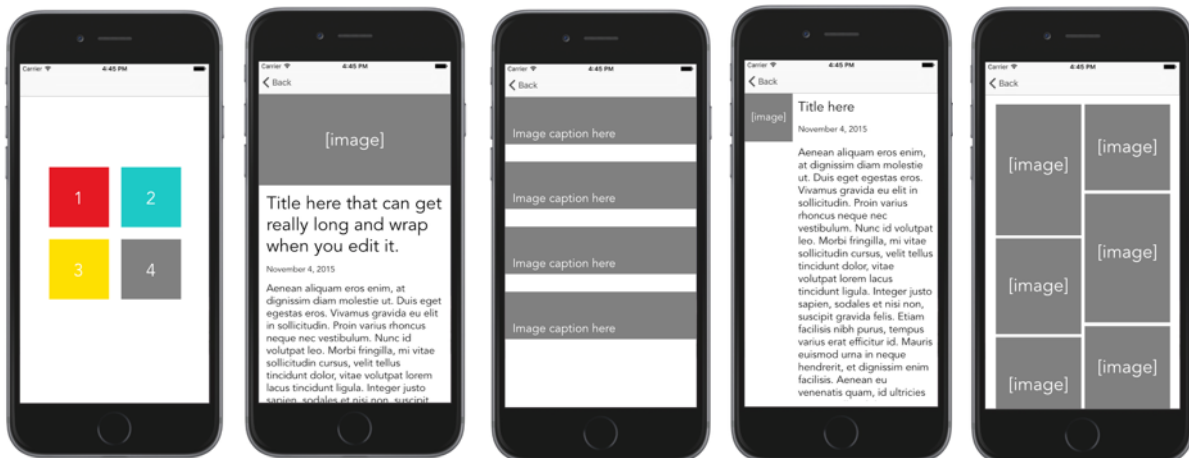 Carrier 4:45 PM
1
2
3
4
Carrier 4:45 PM
Back
[image]
Title here that can get
really long and wrap
when you edit it.
November 4, 2015
Aenean aliquam eros enim, at
dignissim diam molestie ut. Duis eget
egestas eros. Vivamus gravida eu elit
in sollicitudin. Proin varius rhoncus
neque nec vestibulum. Nunc id
volutpat leo. Morbi fringilla, mi vitae
sollicitudin cursus, velit tellus
tincidunt dolor, vitae volutpat lorem
lacus tincidunt ligula. Integer justo
sapien, sodales et nisi non, suscipit
Carrier 4:45 PM
Back
Image caption here
Image caption here
Image caption here
Image caption here
Carrier 4:45 PM
Back
[image]
Title here
November 4, 2015
Aenean aliquam eros enim,
at dignissim diam molestie
ut. Duis eget egestas eros.
Vivamus gravida eu elit in
sollicitudin. Proin varius
rhoncus neque nec
vestibulum. Nunc id volutpat
leo. Morbi fringilla, mi vitae
sollicitudin cursus, velit tellus
tincidunt dolor, vitae
volutpat lorem lacus
tincidunt ligula. Integer justo
sapien, sodales et nisi non,
suscipit gravida felis. Etiam
facilisis nibh purus, tempus
varius erat efficitur id. Mauris
euismod urna in neque
hendrerit, et dignissim enim
facilisis. Aenean eu
venenatis quam, id ultricies
Carrier 4:45 PM
Back
[image]
[image]
[image]
[image]
[image]
[image]